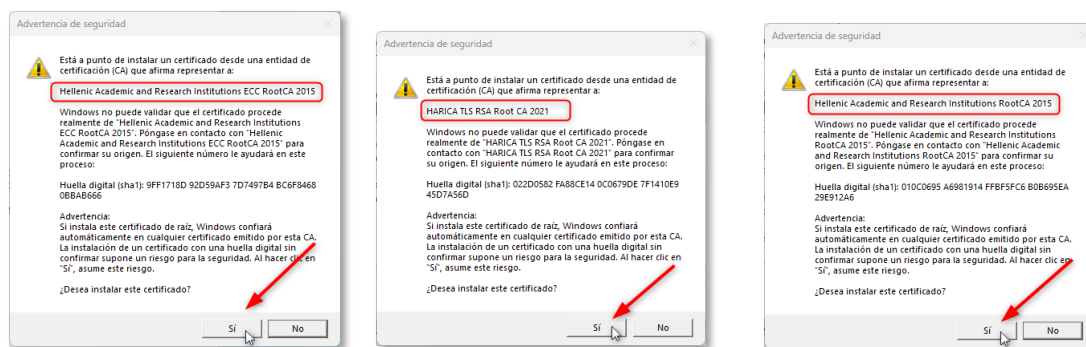 Advertencia de seguridad
Está a punto de instalar un certificado desde una entidad de
certificación (CA) que afirma representar a:
Hellenic Academic and Research Institutions ECC RootCA 2015
Windows no puede validar que el certificado procede
realmente de "Hellenic Academic and Research Institutions
ECC RootCA 2015". Póngase en contacto con "Hellenic
Academic and Research Institutions ECC RootCA 2015" para
confirmar su origen. El siguiente número le ayudará en este
proceso:
Huella digital (sha1): 9FF1718D 92D59AF3 7D7497B4 BC6F8468
0BBAB666
Advertencia:
Si instala este certificado de raíz, Windows confiará
automáticamente en cualquier certificado emitido por esta CA.
La instalación de un certificado con una huella digital sin
confirmar supone un riesgo para la seguridad. Al hacer clic en
"Sí", asume este riesgo.
¿Desea instalar este certificado?
Sí
No
Advertencia de seguridad
Está a punto de instalar un certificado desde una entidad de
certificación (CA) que afirma representar a:
HARICA TLS RSA Root CA 2021
Windows no puede validar que el certificado procede
realmente de "HARICA TLS RSA Root CA 2021". Póngase en
contacto con "HARICA TLS RSA Root CA 2021" para confirmar
su origen. El siguiente número le ayudará en este proceso:
Huella digital (sha1): 022D0582 FA88CE14 0C0679DE 7F1410E9
45D7A56D
Advertencia:
Si instala este certificado de raíz, Windows confiará
automáticamente en cualquier certificado emitido por esta CA.
La instalación de un certificado con una huella digital sin
confirmar supone un riesgo para la seguridad. Al hacer clic en
"Sí", asume este riesgo.
¿Desea instalar este certificado?
Sí
No
Advertencia de seguridad
Está a punto de instalar un certificado desde una entidad de
certificación (CA) que afirma representar a:
Hellenic Academic and Research Institutions RootCA 2015
Windows no puede validar que el certificado procede
realmente de "Hellenic Academic and Research Institutions
RootCA 2015". Póngase en contacto con "Hellenic Academic
and Research Institutions RootCA 2015" para confirmar su
origen. El siguiente número le ayudará en este proceso:
Huella digital (sha1): 010C0695 A6981914 FFBF5FC6 B0B695EA
29E912A6
Advertencia:
Si instala este certificado de raíz, Windows confiará
automáticamente en cualquier certificado emitido por esta CA.
La instalación de un certificado con una huella digital sin
confirmar supone un riesgo para la seguridad. Al hacer clic en
"Sí", asume este riesgo.
¿Desea instalar este certificado?
Sí
No